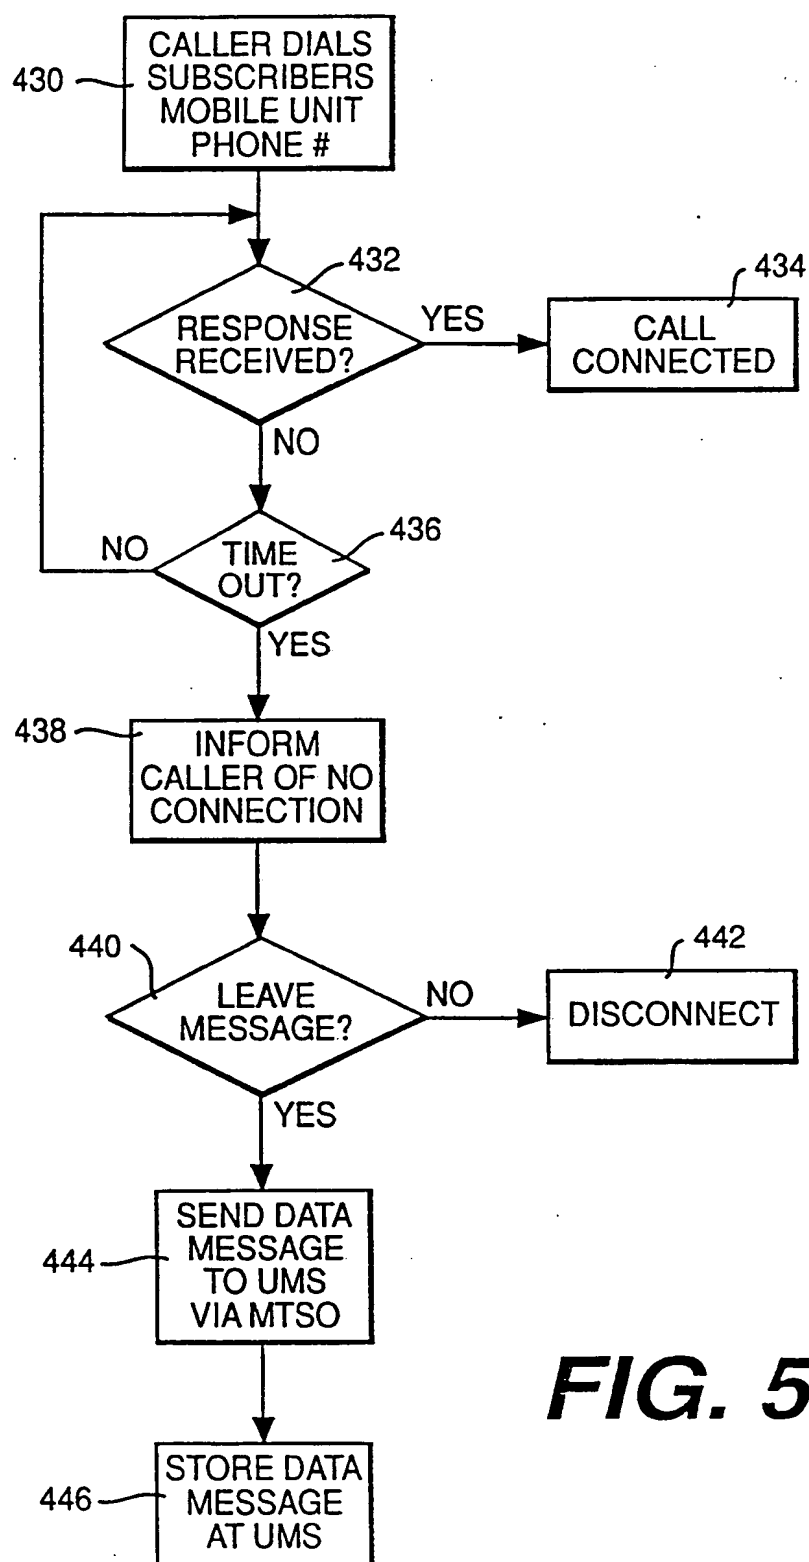 CALLER DIALS
SUBSCRIBERS
MOBILE UNIT
PHONE #
430
432
RESPONSE
RECEIVED?
YES
434
CALL
CONNECTED
NO
436
TIME
OUT?
NO
YES
438
INFORM
CALLER OF NO
CONNECTION
440
LEAVE
MESSAGE?
NO
442
DISCONNECT
YES
444
SEND DATA
MESSAGE
TO UMS
VIA MTSO
446
STORE DATA
MESSAGE
AT UMS
FIG. 5